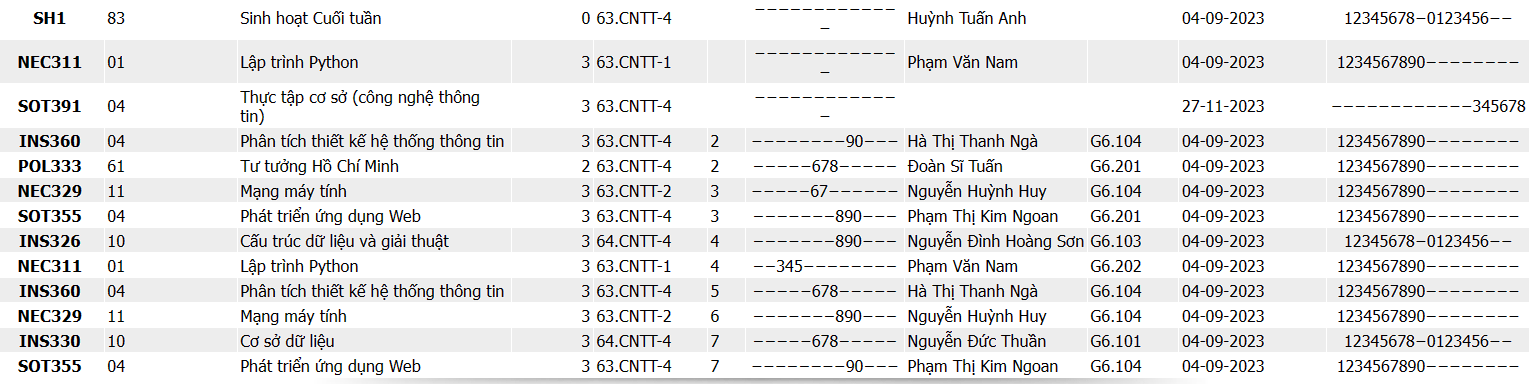 SH1 83 Sinh hoạt Cuối tuần 0 63.CNTT-4 −−−−−−−−−−−−− Huỳnh Tuấn Anh 04-09-2023 12345678−0123456−−
NEC311 01 Lập trình Python 3 63.CNTT-1 −−−−−−−−−−−−− Phạm Văn Nam 04-09-2023 1234567890−−−−−−−−
SOT391 04 Thực tập cơ sở (công nghệ thông
tin) 3 63.CNTT-4 −−−−−−−−−−−−− 27-11-2023 −−−−−−−−−−−−345678
INS360 04 Phân tích thiết kế hệ thống thông tin 3 63.CNTT-4 2 −−−−−−−−90−−− Hà Thị Thanh Ngà G6.104 04-09-2023 1234567890−−−−−−−−
POL333 61 Tư tưởng Hồ Chí Minh 2 63.CNTT-4 2 −−−−−678−−−−− Đoàn Sĩ Tuấn G6.201 04-09-2023 1234567890−−−−−−−−
NEC329 11 Mạng máy tính 3 63.CNTT-2 3 −−−−−67−−−−−− Nguyễn Huỳnh Huy G6.104 04-09-2023 1234567890−−−−−−−−
SOT355 04 Phát triển ứng dụng Web 3 63.CNTT-4 3 −−−−−−−890−−− Phạm Thị Kim Ngoan G6.201 04-09-2023 1234567890−−−−−−−−
INS326 10 Cấu trúc dữ liệu và giải thuật 3 64.CNTT-4 4 −−−−−−−890−−− Nguyễn Đình Hoàng Sơn G6.103 04-09-2023 12345678−0123456−−
NEC311 01 Lập trình Python 3 63.CNTT-1 4 −−345−−−−−−−− Phạm Văn Nam G6.202 04-09-2023 1234567890−−−−−−−−
INS360 04 Phân tích thiết kế hệ thống thông tin 3 63.CNTT-4 5 −−−−−678−−−−− Hà Thị Thanh Ngà G6.104 04-09-2023 1234567890−−−−−−−−
NEC329 11 Mạng máy tính 3 63.CNTT-2 6 −−−−−−−890−−− Nguyễn Huỳnh Huy G6.104 04-09-2023 1234567890−−−−−−−−
INS330 10 Cơ sở dữ liệu 3 64.CNTT-4 7 −−−−−678−−−−− Nguyễn Đức Thuần G6.101 04-09-2023 12345678−0123456−−
SOT355 04 Phát triển ứng dụng Web 3 63.CNTT-4 7 −−−−−−−−90−−− Phạm Thị Kim Ngoan G6.104 04-09-2023 1234567890−−−−−−−−